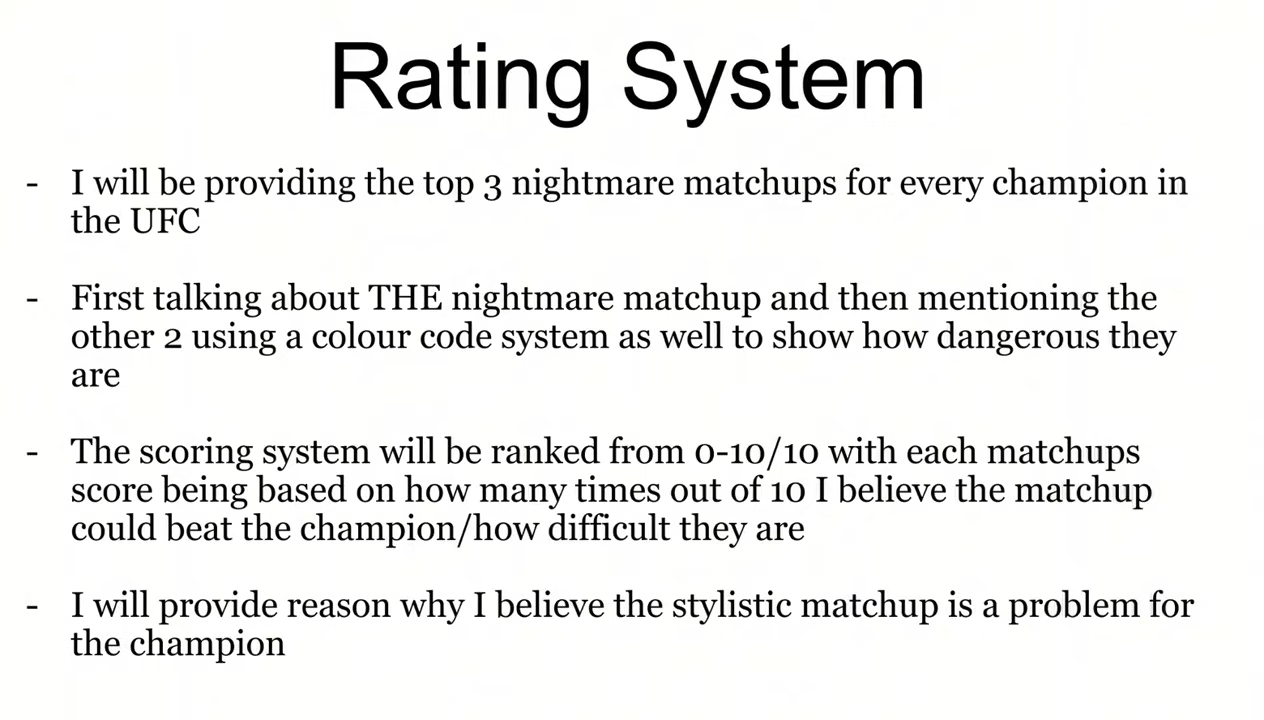 Rating System
- I will be providing the top 3 nightmare matchups for every champion in
the UFC
- First talking about THE nightmare matchup and then mentioning the
other 2 using a colour code system as well to show how dangerous they
are
- The scoring system will be ranked from 0-10/10 with each matchups
score being based on how many times out of 10 I believe the matchup
could beat the champion/how difficult they are
- I will provide reason why I believe the stylistic matchup is a problem for
the champion